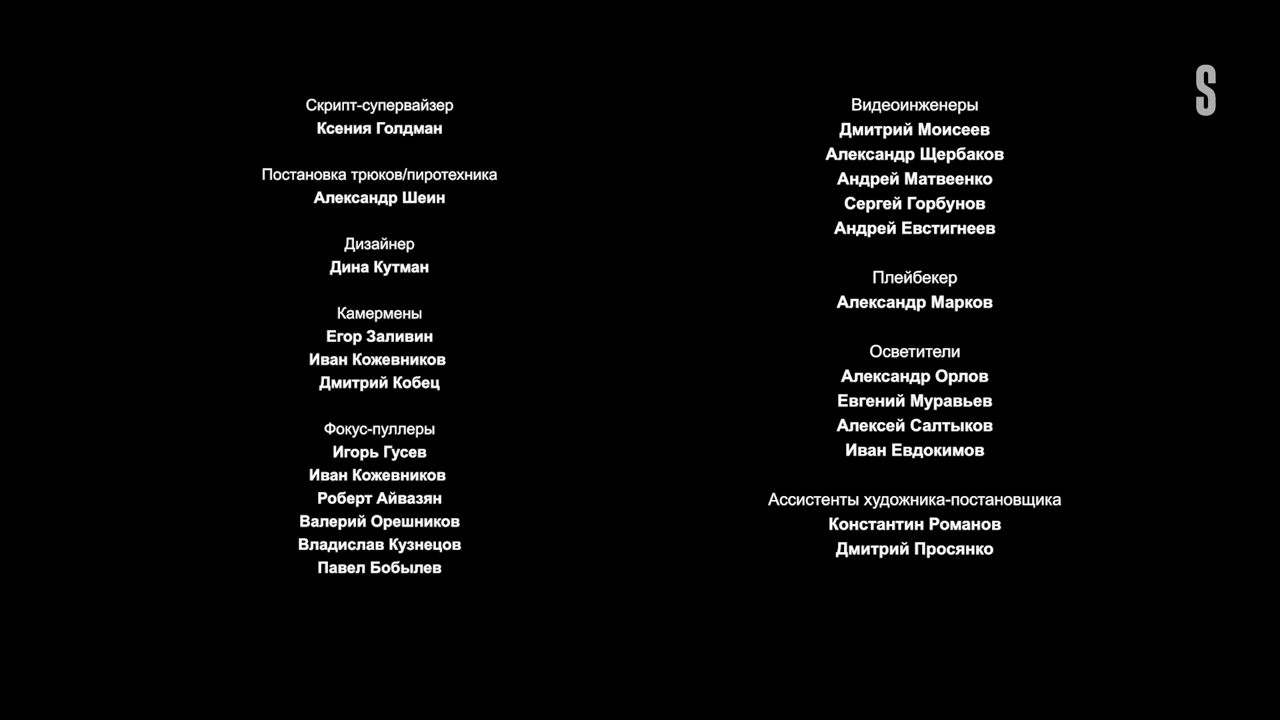 Скрипт-супервайзер
Ксения Голдман
Постановка трюков/пиротехника
Александр Шеин
Дизайнер
Дина Кутман
Камермены
Егор Заливин
Иван Кожевников
Дмитрий Кобец
Фокус-пуллеры
Игорь Гусев
Иван Кожевников
Роберт Айвазян
Валерий Орешников
Владислав Кузнецов
Павел Бобылев
S
Видеоинженеры
Дмитрий Моисеев
Александр Щербаков
Андрей Матвеенко
Сергей Горбунов
Андрей Евстигнеев
Плейбекер
Александр Марков
Осветители
Александр Орлов
Евгений Муравьев
Алексей Салтыков
Иван Евдокимов
Ассистенты художника-постановщика
Константин Романов
Дмитрий Просянко